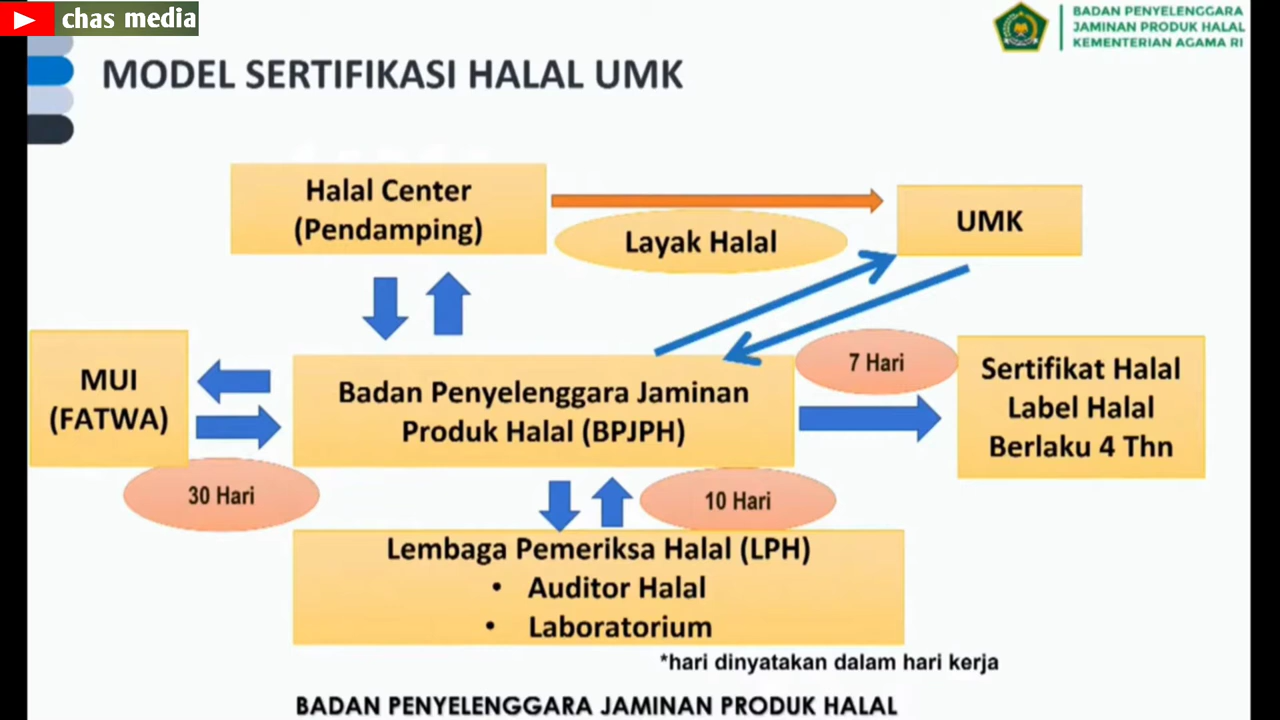 chas media
BADAN PENYELENGGARA
JAMINAN PRODUK HALAL
KEMENTERIAN AGAMA RI
MODEL SERTIFIKASI HALAL UMK
Halal Center
(Pendamping)
Layak Halal
UMK
MUI
(FATWA)
Badan Penyelenggara Jaminan
Produk Halal (BPJPH)
7 Hari
Sertifikat Halal
Label Halal
Berlaku 4 Thn
30 Hari
10 Hari
Lembaga Pemeriksa Halal (LPH)
• Auditor Halal
• Laboratorium
*hari dinyatakan dalam hari kerja
BADAN PENYELENGGARA JAMINAN PRODUK HALAL